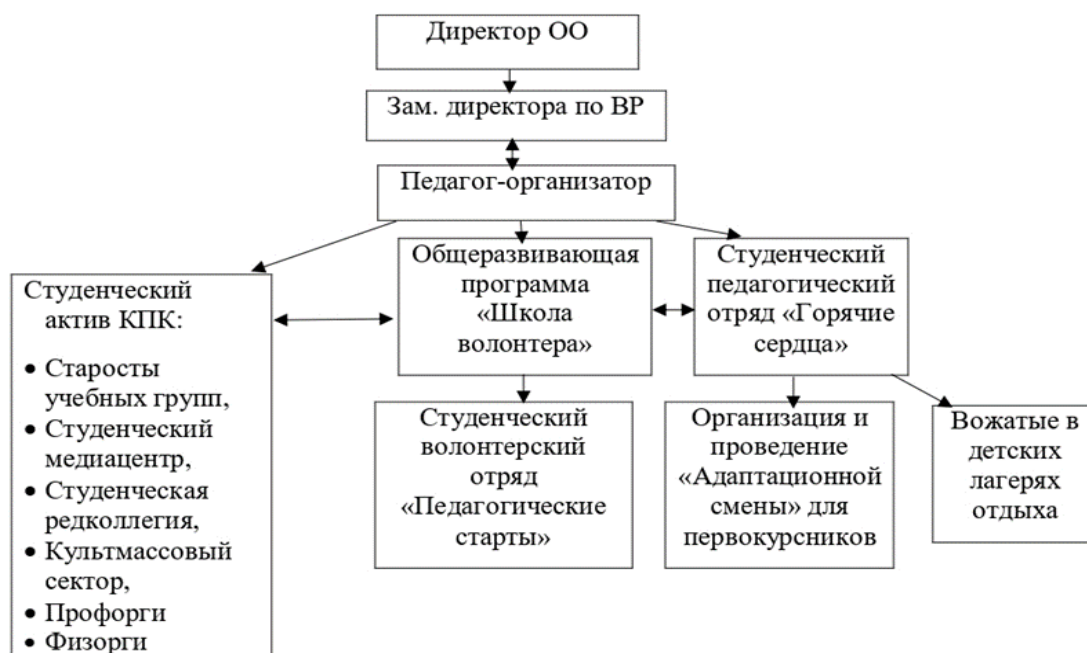 Директор ОО
Зам. директора по ВР
Педагог-организатор
Студенческий
актив КПК:
• Старосты
учебных групп,
• Студенческий
медиацентр,
• Студенческая
редколлегия,
• Культмассовый
сектор,
• Профорги
• Физорги
Общеразвивающая
программа
«Школа
волонтера»
Студенческий
педагогический
отряд «Горячие
сердца»
Студенческий
волонтерский
отряд
«Педагогические
старты»
Организация и
проведение
«Адаптационной
смены» для
первокурсников
Вожатые в
детских
лагерях
отдыха